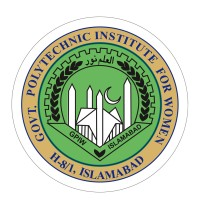 GOVT. POLYTECHNIC INSTITUTE FOR WOMEN
العلم نور
GPIW ISLAMABAD
H-8/1, ISLAMABAD